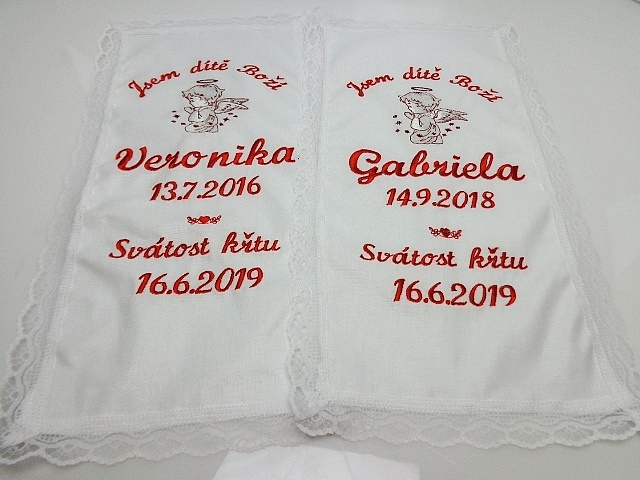 Jsem dítě Boží
Veronika
13.7.2016
Svátost křtu
16.6.2019
Jsem dítě Boží
Gabriela
14.9.2018
Svátost křtu
16.6.2019